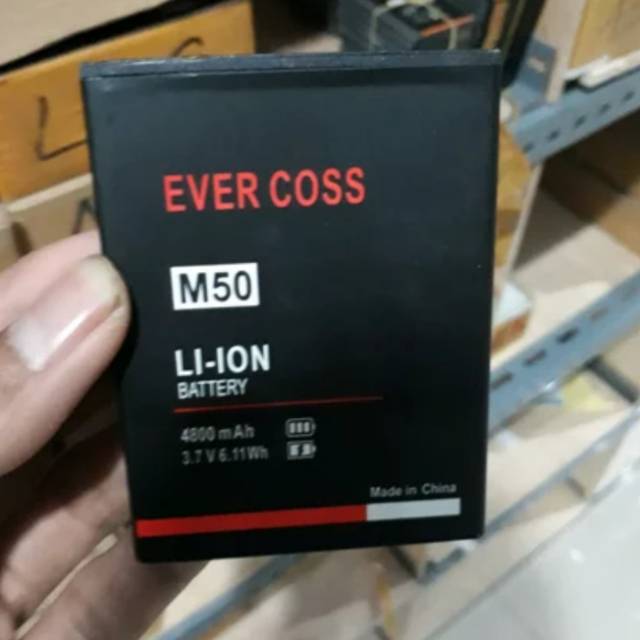 EVER COSS
M50
LI-ION
BATTERY
4800 mAh
3.7 V 6.11Wh
Made in China